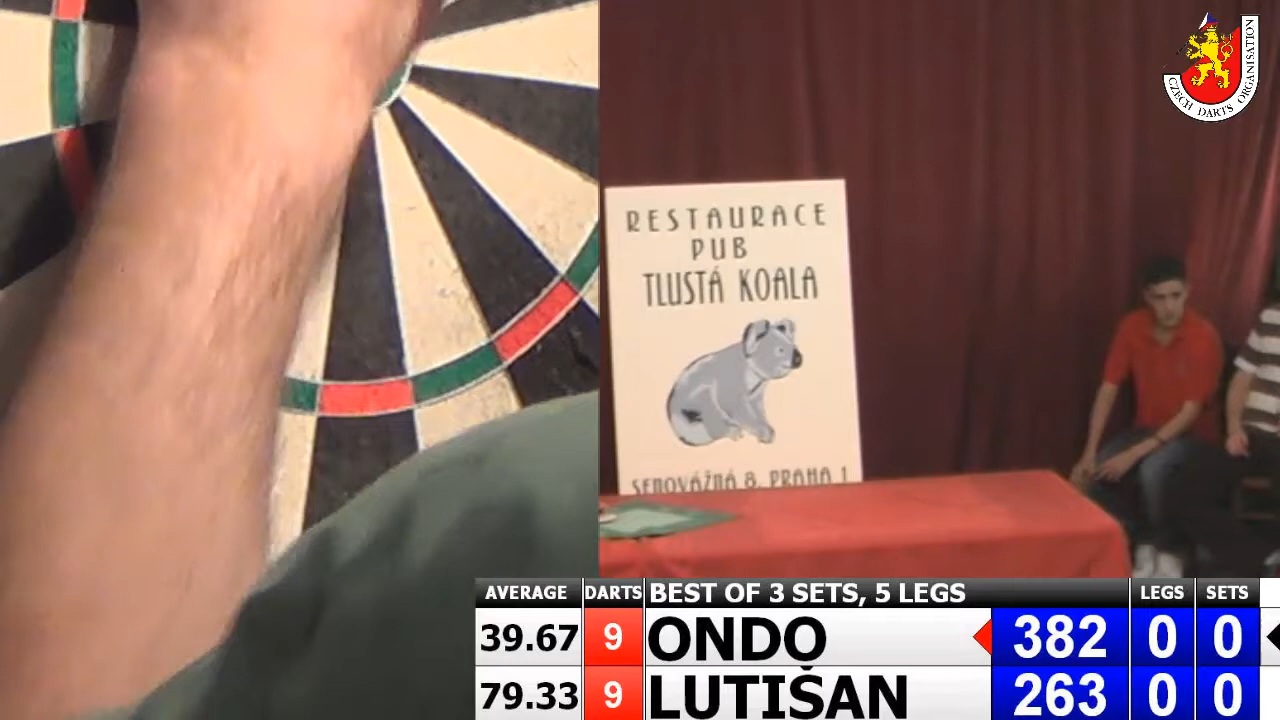 CZECH DARTS ORGANISATION
RESTAURACE
PUB
TLUSTÁ KOALA
SENOVÁŽNÁ 8, PRAHA 1
AVERAGE DARTS BEST OF 3 SETS, 5 LEGS LEGS SETS
39.67 9 ONDO 382 0 0
79.33 9 LUTIŠAN 263 0 0